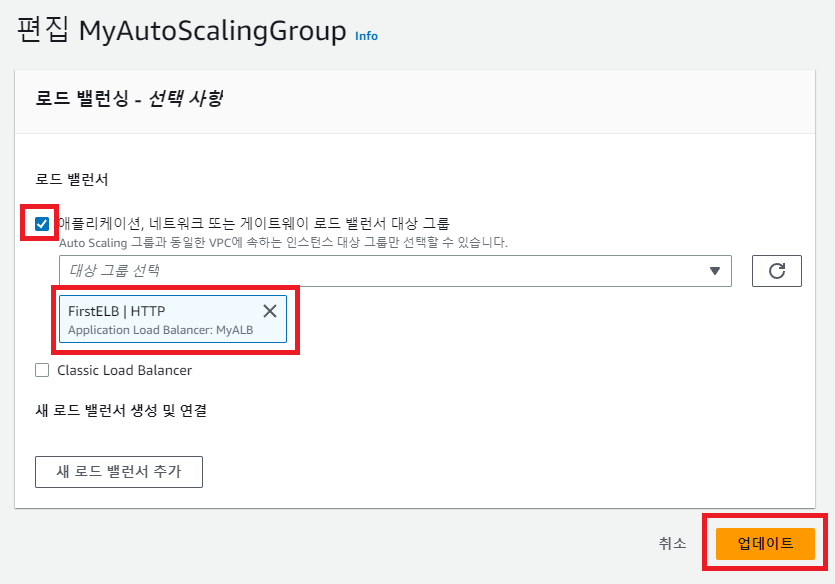 편집 MyAutoScalingGroup Info
로드 밸런싱 - 선택 사항
로드 밸런서
애플리케이션, 네트워크 또는 게이트웨이 로드 밸런서 대상 그룹
Auto Scaling 그룹과 동일한 VPC에 속하는 인스턴스 대상 그룹만 선택할 수 있습니다.
대상 그룹 선택
FirstELB | HTTP
Application Load Balancer: MyALB
Classic Load Balancer
새 로드 밸런서 생성 및 연결
새 로드 밸런서 추가
취소 업데이트